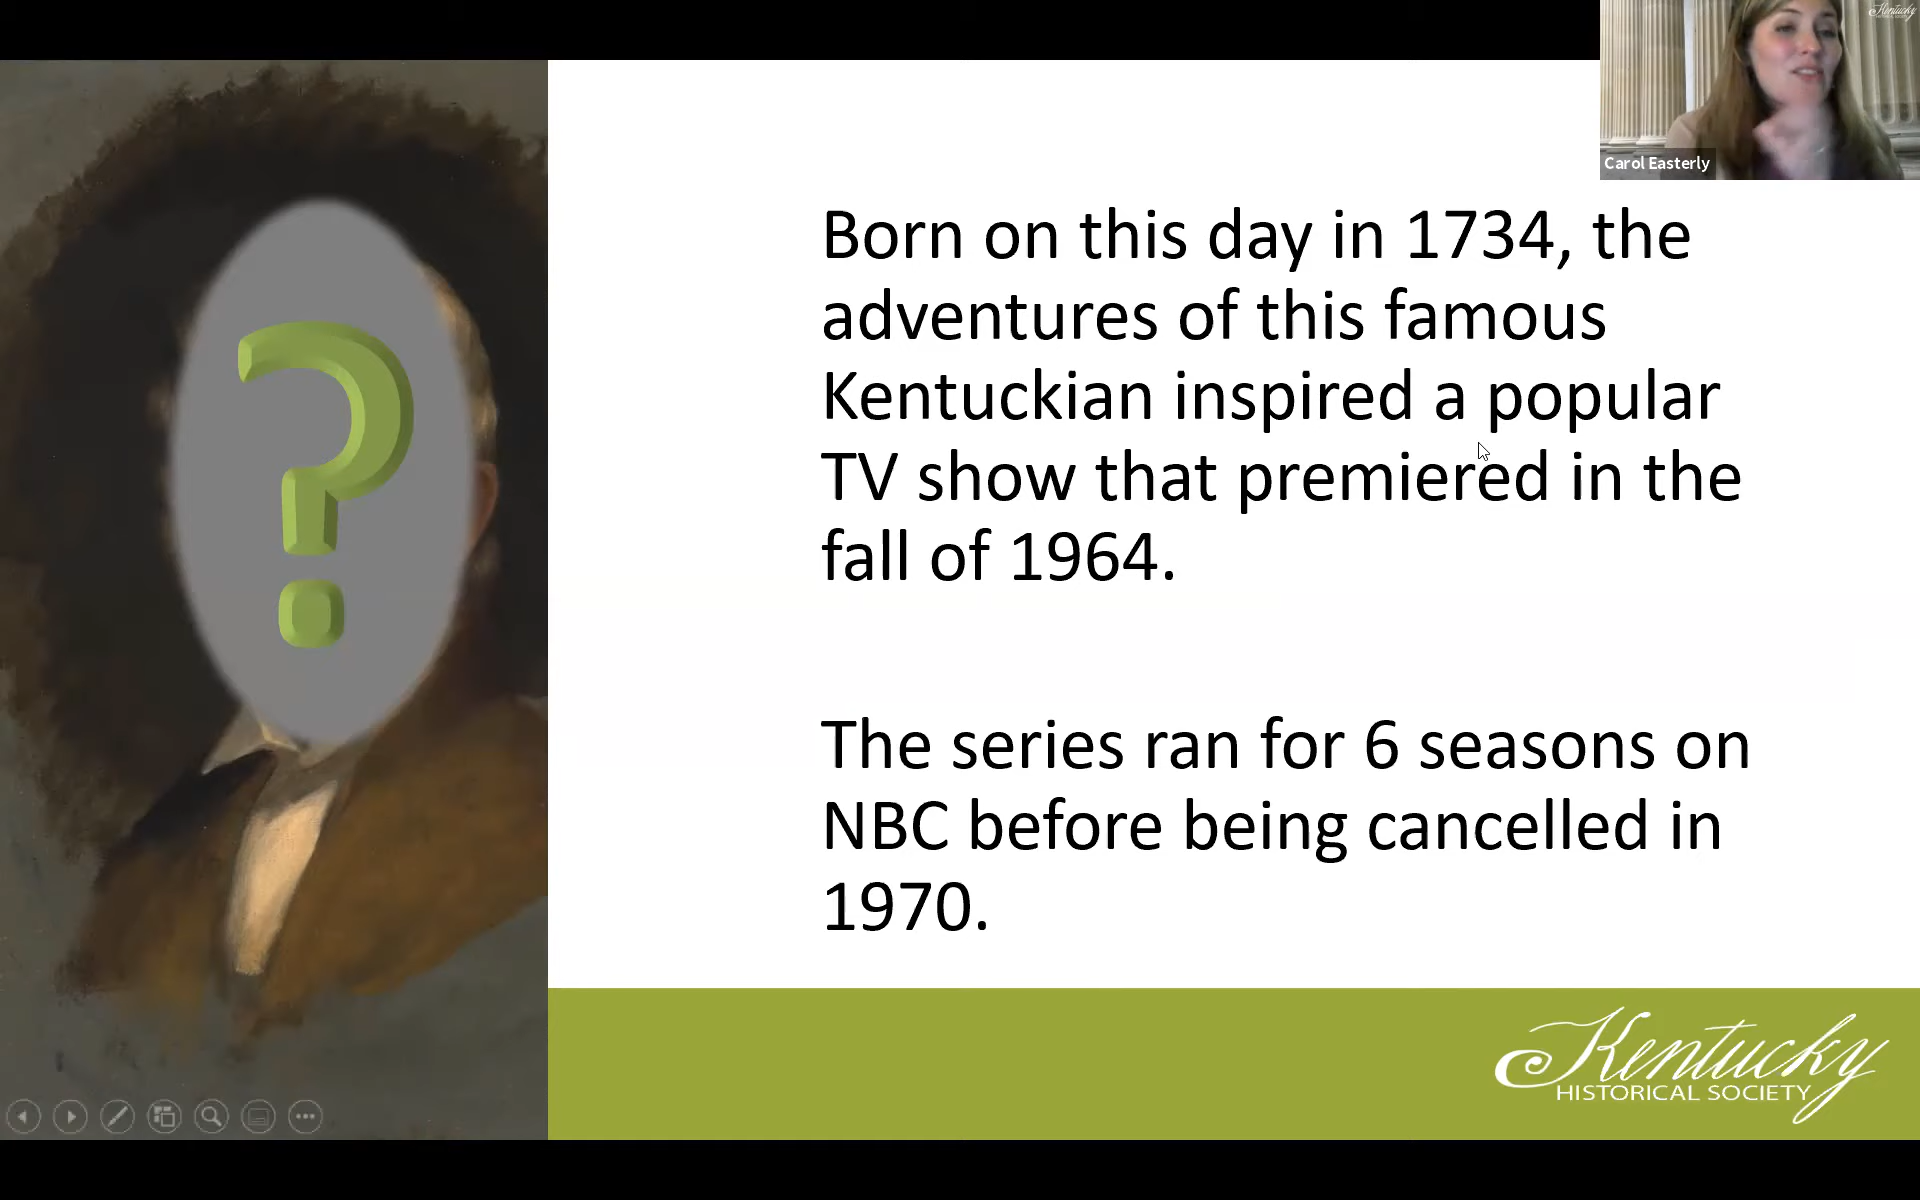 Kentucky
Carol Easterly
Born on this day in 1734, the
adventures of this famous
Kentuckian inspired a popular
TV show that premiered in the
fall of 1964.
The series ran for 6 seasons on
NBC before being cancelled in
1970.
Kentucky
HISTORICAL SOCIETY